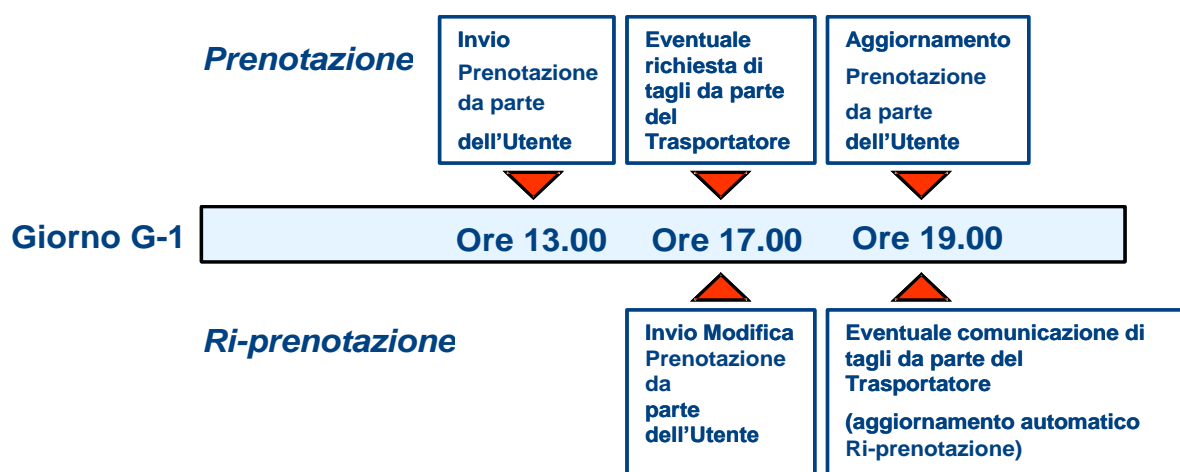 Prenotazione
Invio
Prenotazione
da parte
dell'Utente
Eventuale
richiesta di
tagli da parte
del
Trasportatore
Aggiornamento
Prenotazione
da parte
dell'Utente
Giorno G-1
Ore 13.00
Ore 17.00
Ore 19.00
Ri-prenotazione
Invio Modifica
Prenotazione
da
parte
dell'Utente
Eventuale comunicazione di
tagli da parte del
Trasportatore
(aggiornamento automatico
Ri-prenotazione)